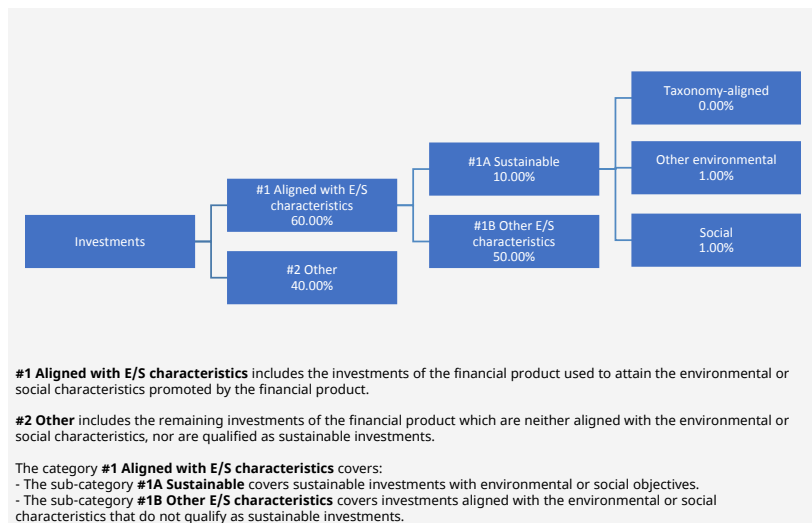 Taxonomy-aligned
0.00%
#1A Sustainable
10.00%
Other environmental
1.00%
#1 Aligned with E/S
characteristics
60.00%
#1B Other E/S
characteristics
50.00%
Social
1.00%
Investments
#2 Other
40.00%
#1 Aligned with E/S characteristics includes the investments of the financial product used to attain the environmental or
social characteristics promoted by the financial product.
#2 Other includes the remaining investments of the financial product which are neither aligned with the environmental or
social characteristics, nor are qualified as sustainable investments.
The category #1 Aligned with E/S characteristics covers:
- The sub-category #1A Sustainable covers sustainable investments with environmental or social objectives.
- The sub-category #1B Other E/S characteristics covers investments aligned with the environmental or social
characteristics that do not qualify as sustainable investments.